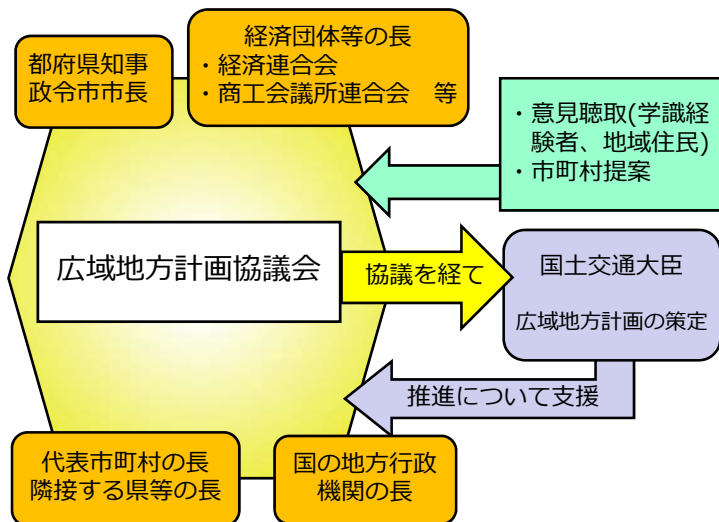 都府県知事
政令市市長
経済団体等の長
・経済連合会
・商工会議所連合会　等
・意見聴取(学識経
験者、地域住民)
・市町村提案
広域地方計画協議会
協議を経て
国土交通大臣
広域地方計画の策定
推進について支援
代表市町村の長
隣接する県等の長
国の地方行政
機関の長